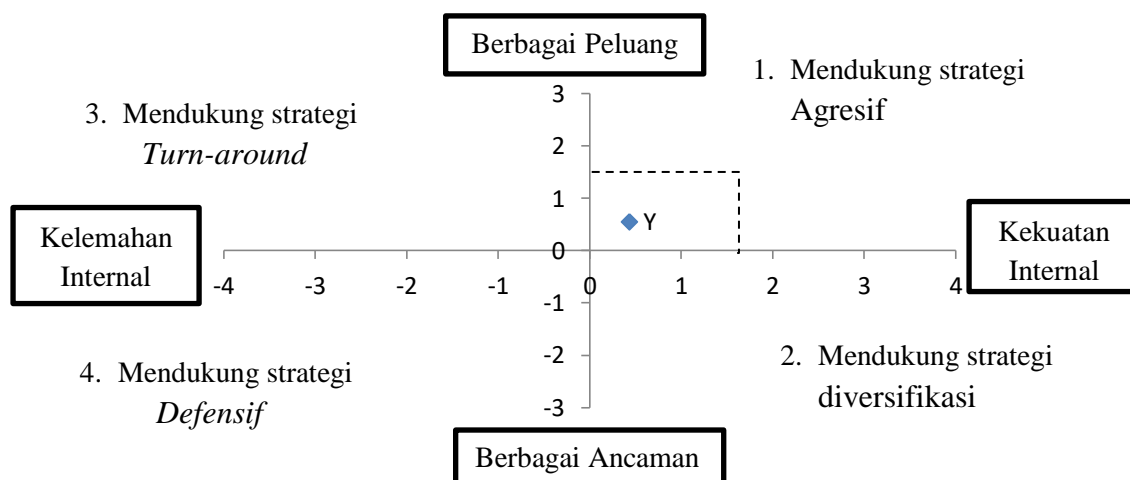 Berbagai Peluang
1. Mendukung strategi
Agresif
3. Mendukung strategi
Turn-around
3
2
1
0
-1
-2
-3
Y
Kelemahan
Internal
Kekuatan
Internal
-4 -3 -2 -1 0 1 2 3 4
4. Mendukung strategi
Defensif
2. Mendukung strategi
diversifikasi
Berbagai Ancaman